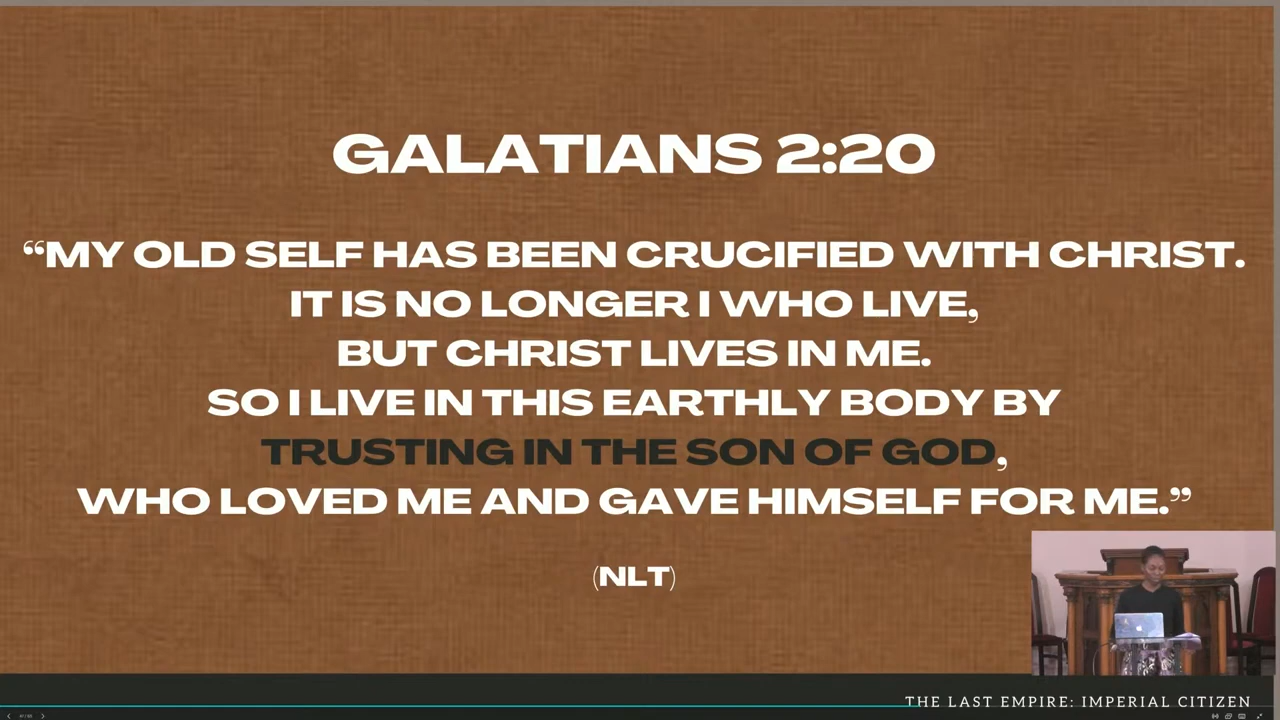 GALATIANS 2:20
“MY OLD SELF HAS BEEN CRUCIFIED WITH CHRIST.
IT IS NO LONGER I WHO LIVE,
BUT CHRIST LIVES IN ME.
SO I LIVE IN THIS EARTHLY BODY BY
TRUSTING IN THE SON OF GOD,
WHO LOVED ME AND GAVE HIMSELF FOR ME.”
(NLT)
THE LAST EMPIRE: IMPERIAL CITIZEN